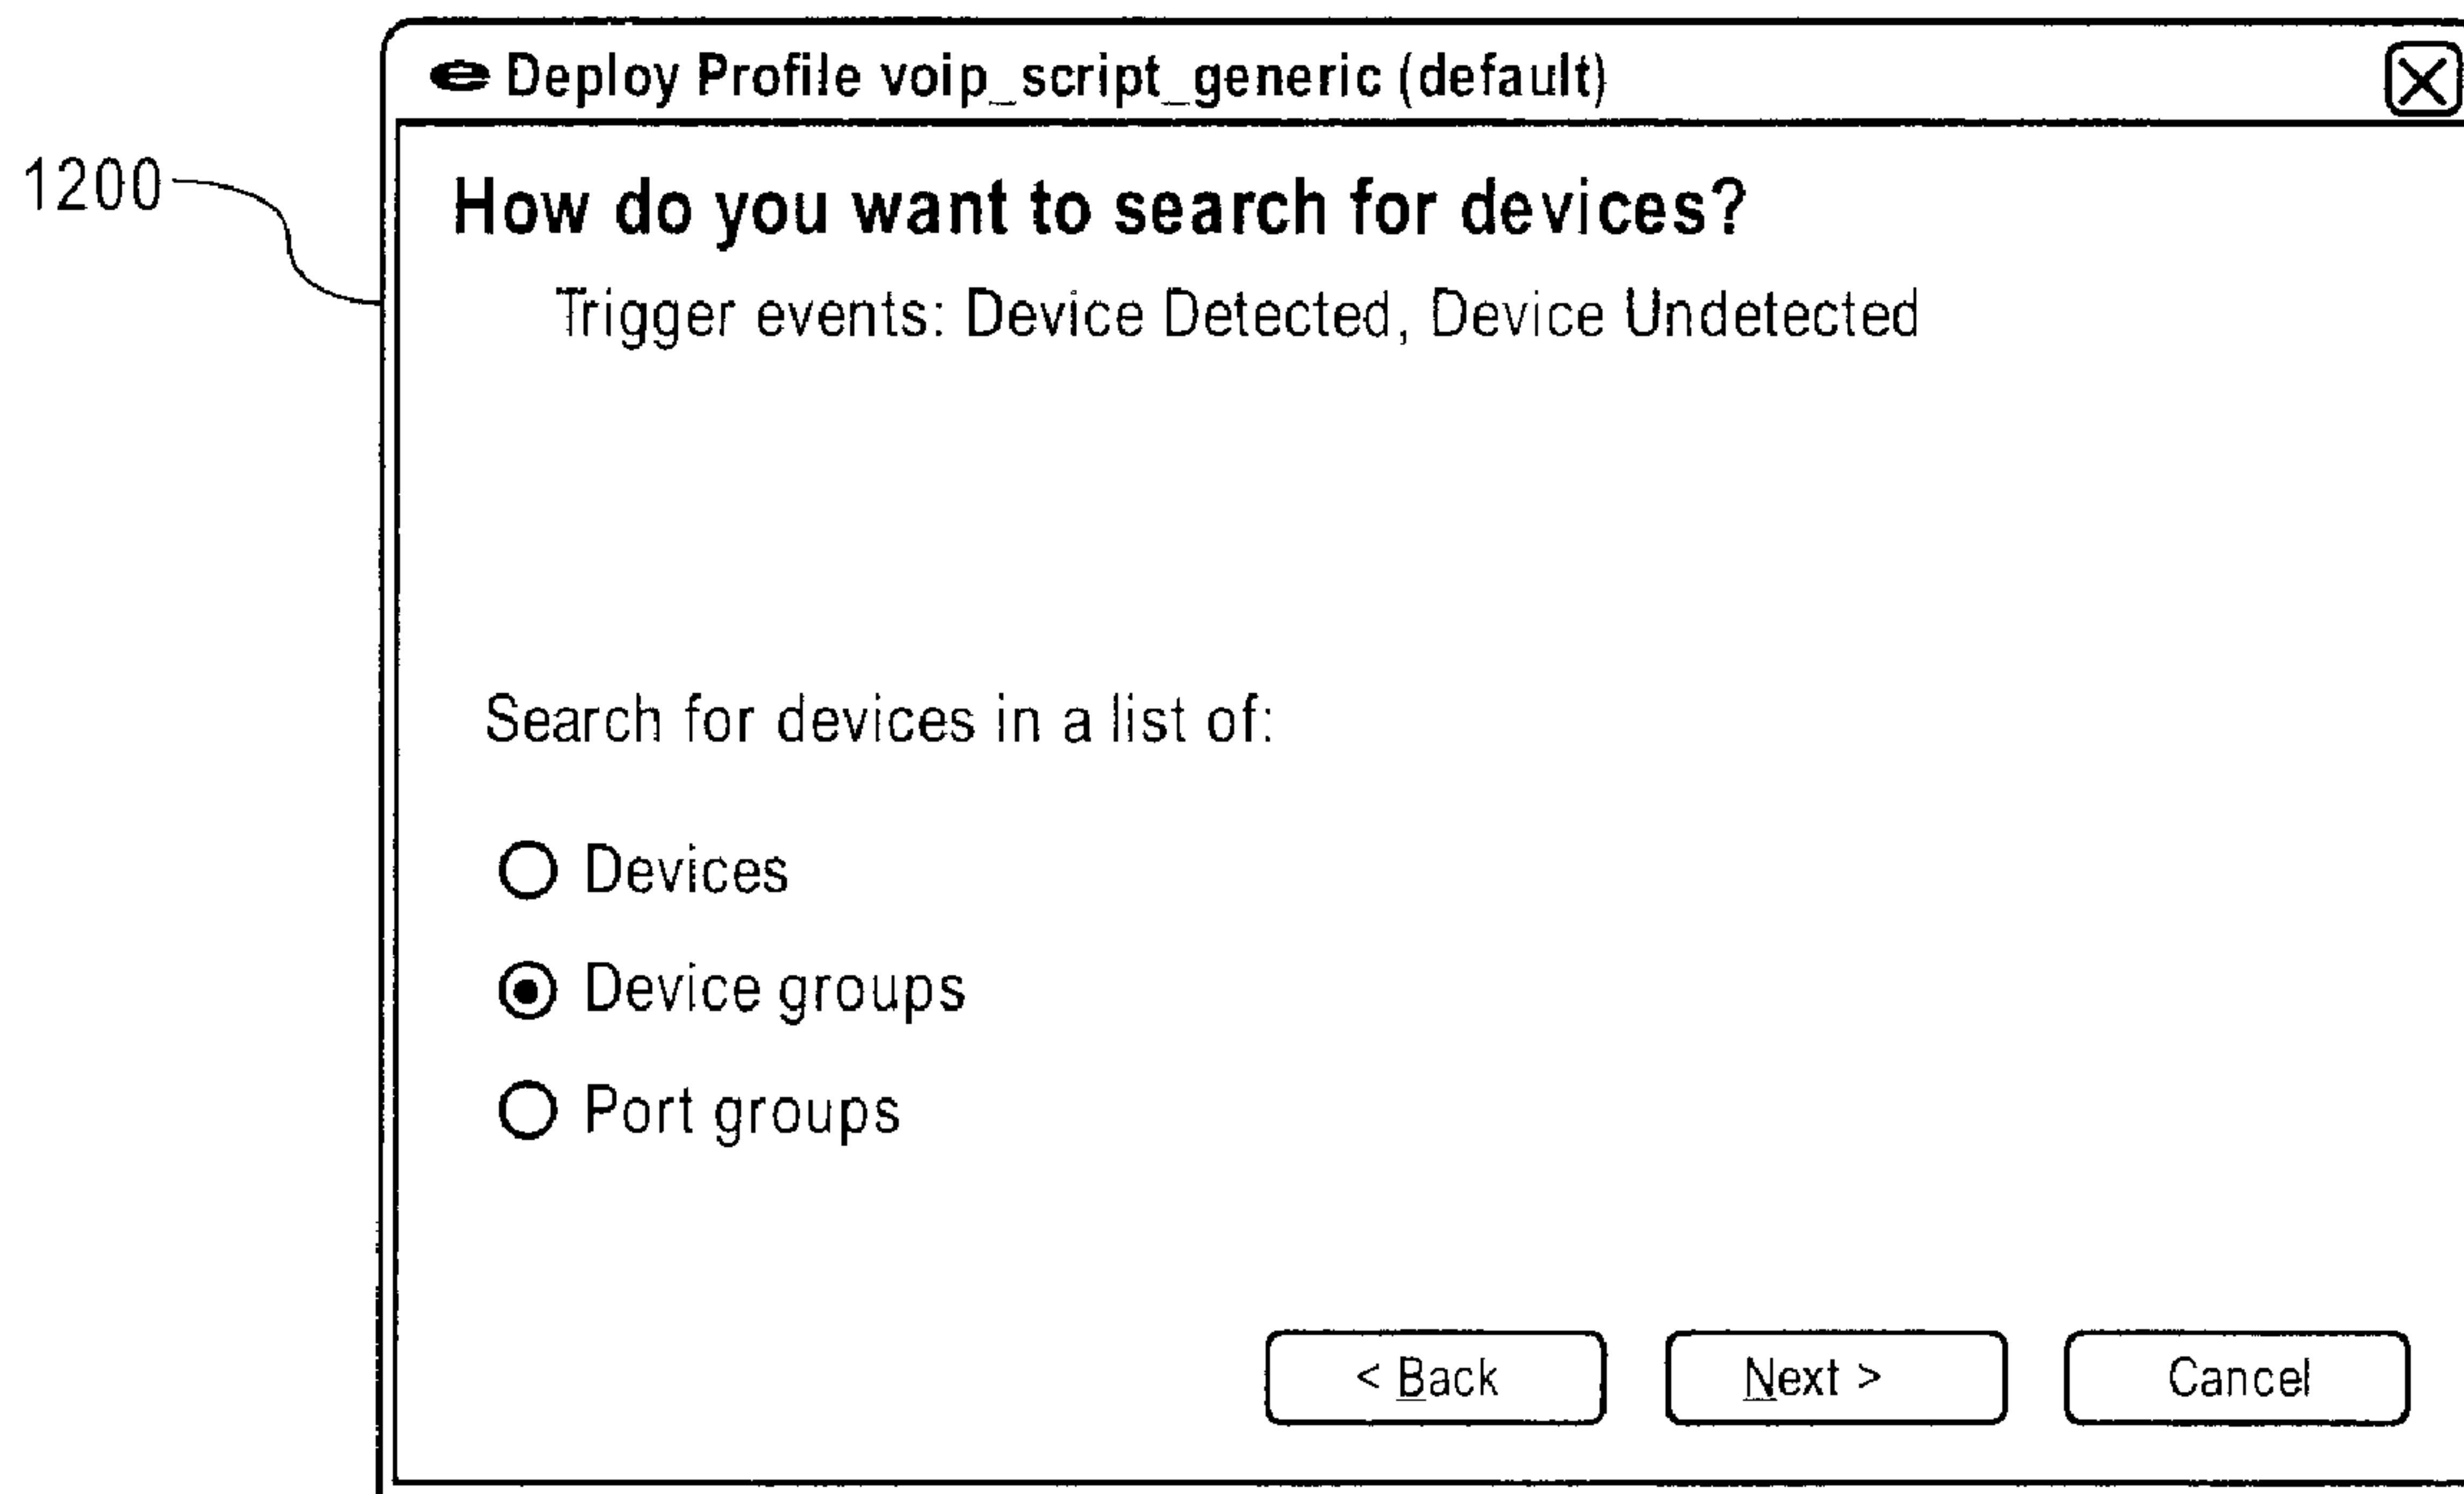 e Deploy Profile voip_script_generic (default)
1200
How do you want to search for devices?
Trigger events: Device Detected, Device Undetected
Search for devices in a list of:
Devices
Device groups
Port groups
< Back
Next >
Cancel